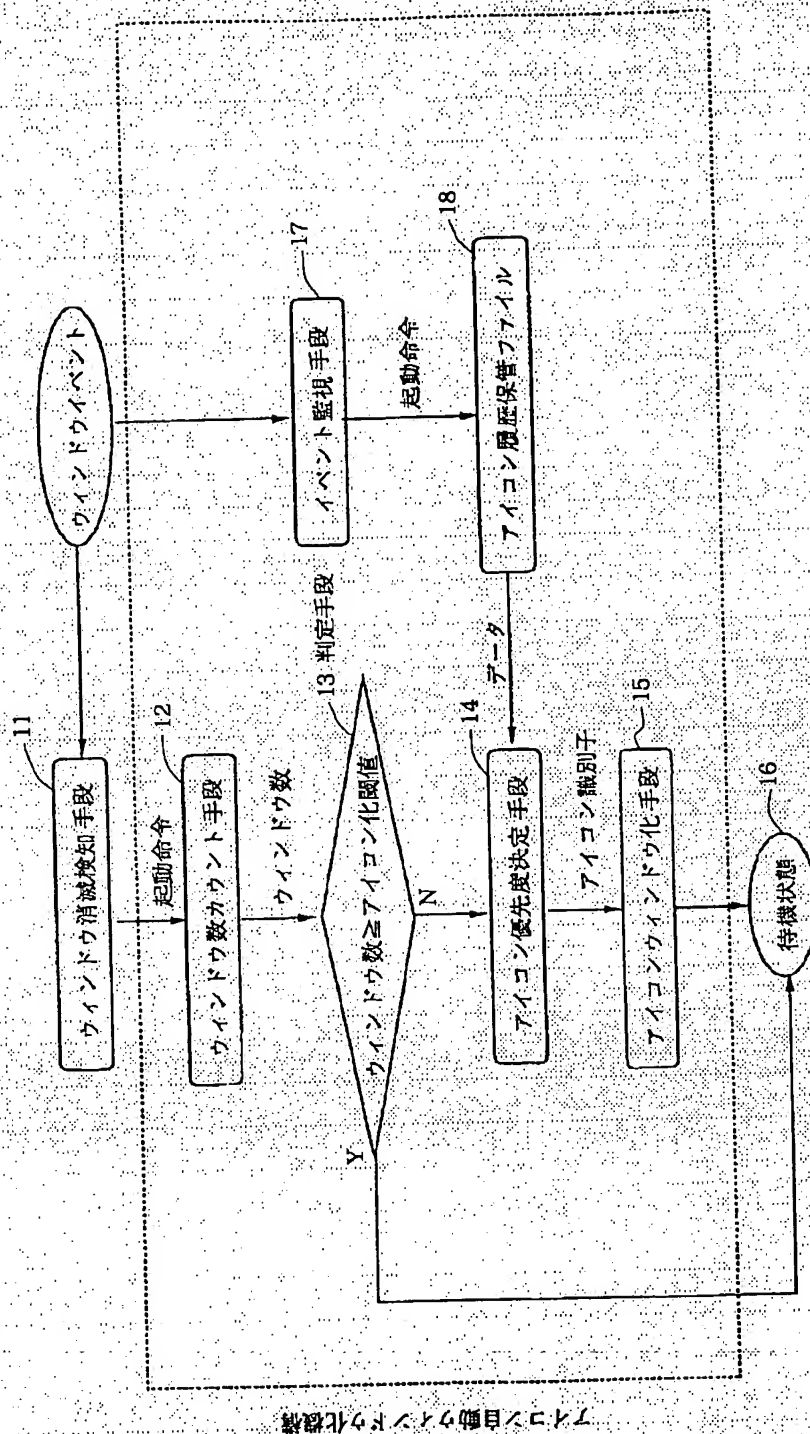 アイコン自動ウィンドウ化機構
ウィンドウイベント
11
ウィンドウ消滅検知手段
起動命令
12
ウィンドウ数カウント手段
ウィンドウ数
13 判定手段
ウィンドウ数≧アイコン化閾値
Y
N
14
アイコン優先度決定手段
アイコン識別子
15
アイコンウィンドウ化手段
16
待機状態
17
イベント監視手段
起動命令
18
アイコン履歴保管ファイル
データ